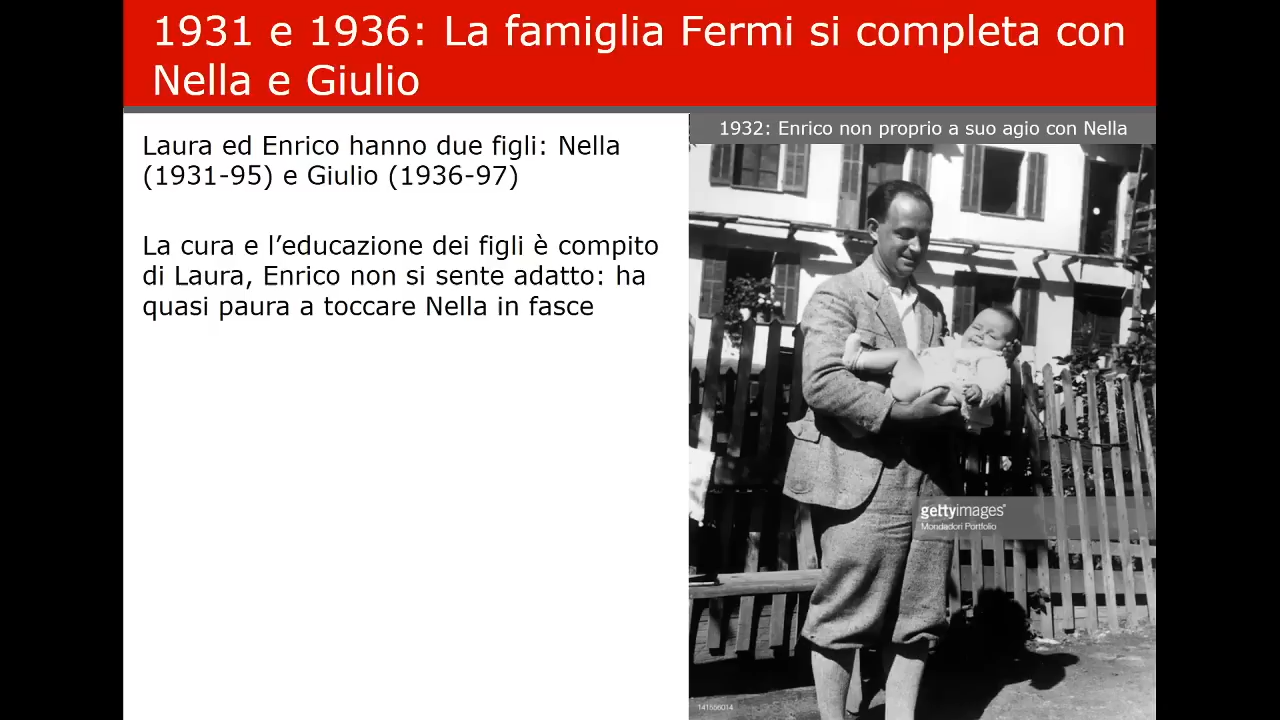 1931 e 1936: La famiglia Fermi si completa con
Nella e Giulio
Laura ed Enrico hanno due figli: Nella
(1931-95) e Giulio (1936-97)
La cura e l’educazione dei figli è compito
di Laura, Enrico non si sente adatto: ha
quasi paura a toccare Nella in fasce
1932: Enrico non proprio a suo agio con Nella
gettyimages®
Mondadori Portfolio
141556014